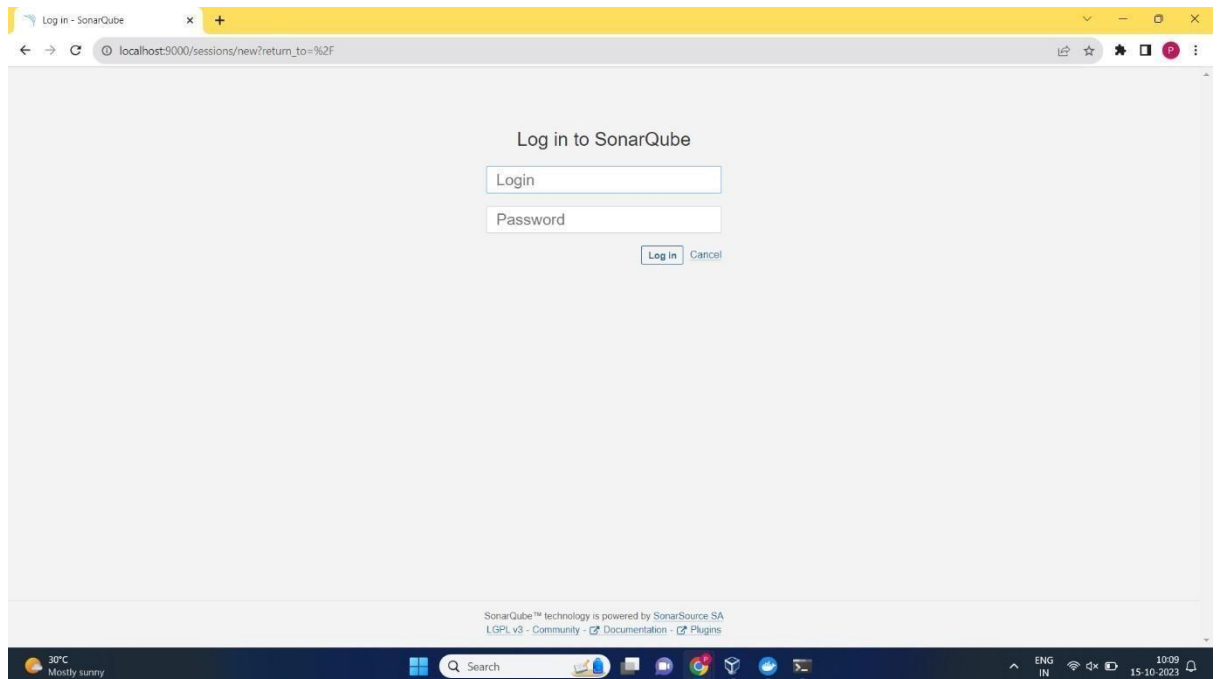 Log in - SonarQube
localhost:9000/sessions/new?return_to=%2F
P
Log in to SonarQube
Login
Password
Log in Cancel
SonarQube™ technology is powered by SonarSource SA
LGPL v3 - Community - Documentation - Plugins
30°C
Mostly sunny
Search
ENG
IN
10:09
15-10-2023